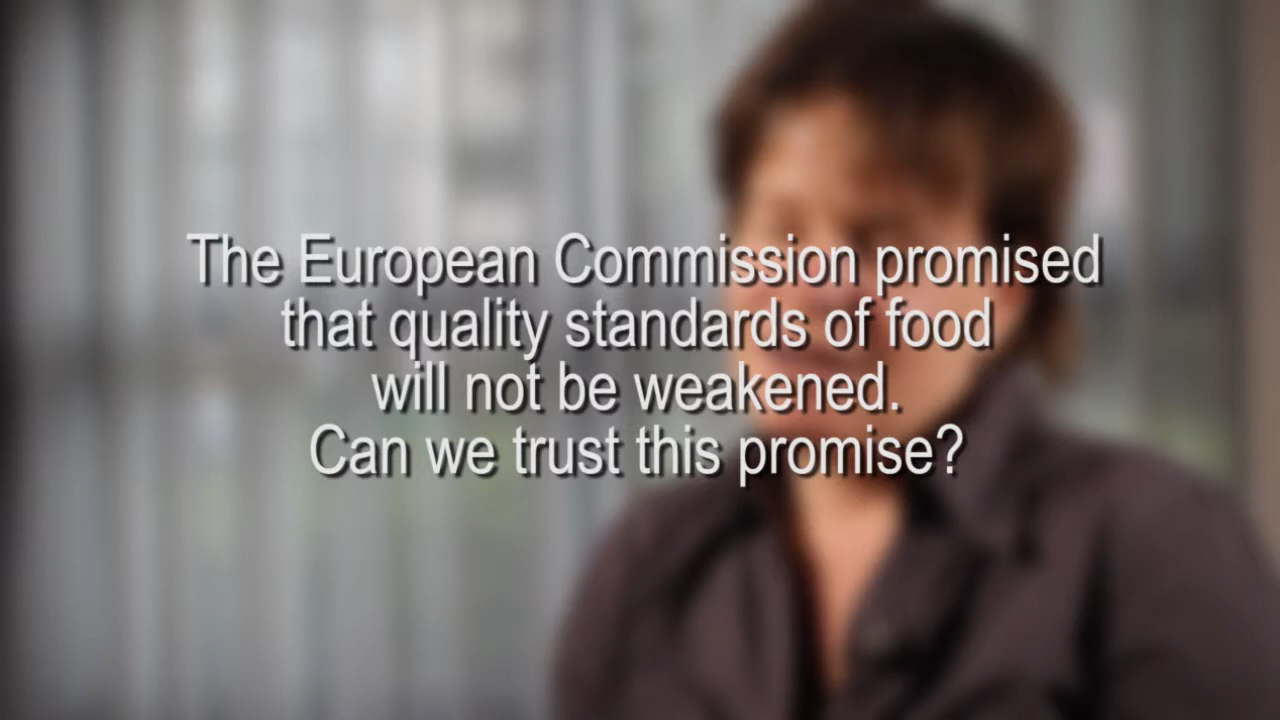 The European Commission promised
that quality standards of food
will not be weakened.
Can we trust this promise?